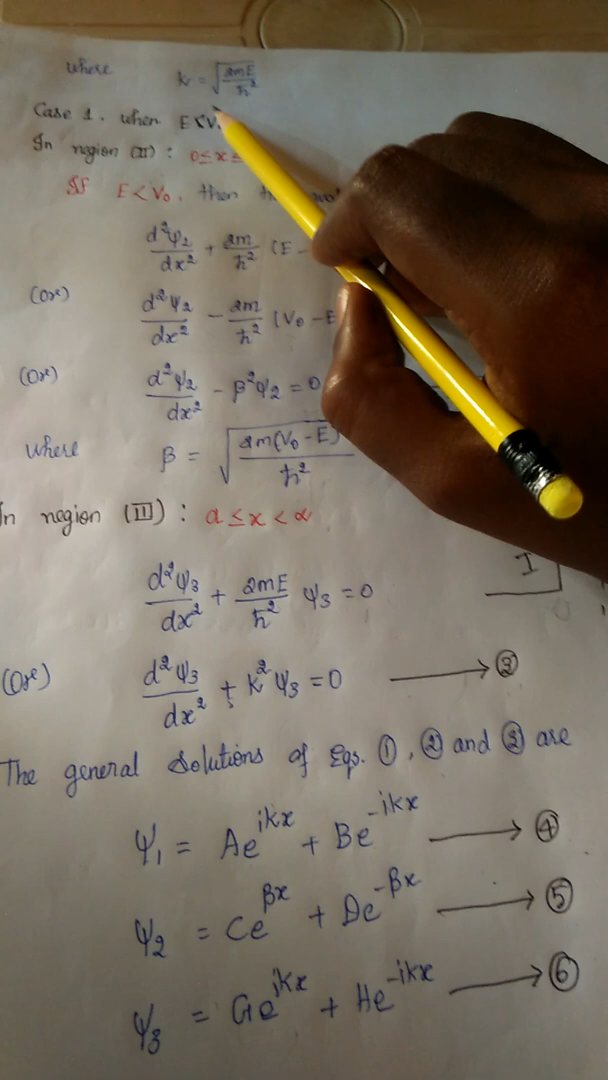 where k = √(2mE/ħ²)
Case 1. when E<V
In region (II): 0≤x≤
If E<V₀, then
d²ψ₂/dx² + 2m/ħ² (E-
(or) d²ψ₂/dx² - 2m/ħ² (V₀-E
(or) d²ψ₂/dx² - β²ψ₂ = 0
where β = √(2m(V₀-E)/ħ²)
In region (III): a≤x<∝
I
d²ψ₃/dx² + 2mE/ħ² ψ₃ = 0
(or) d²ψ₃/dx² + k²ψ₃ = 0 → ③
The general solutions of Eqs. ①, ② and ③ are
ψ₁ = Ae^ikx + Be^-ikx → ④
ψ₂ = Ce^βx + De^-βx → ⑤
ψ₃ = Ge^ikx + He^-ikx → ⑥